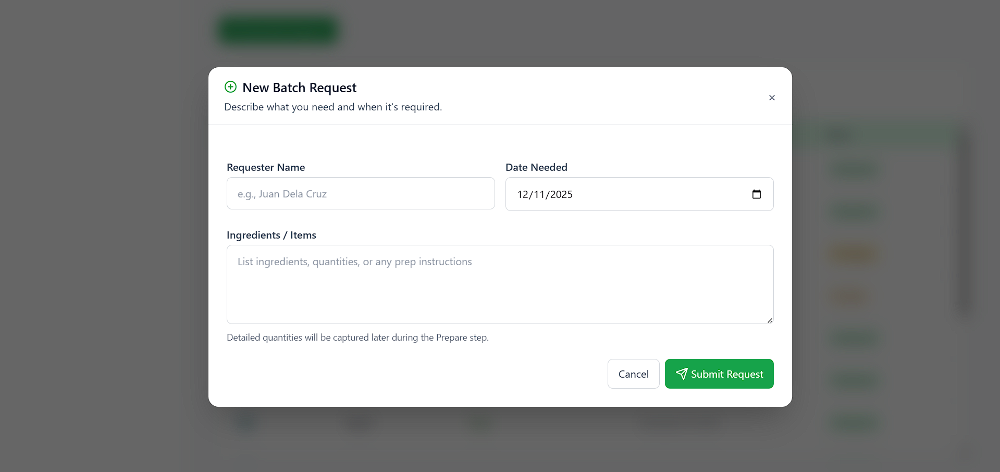 New Batch Request
Describe what you need and when it's required.
Requester Name
Date Needed
e.g., Juan Dela Cruz
12/11/2025
Ingredients / Items
List ingredients, quantities, or any prep instructions
Detailed quantities will be captured later during the Prepare step.
Cancel
Submit Request